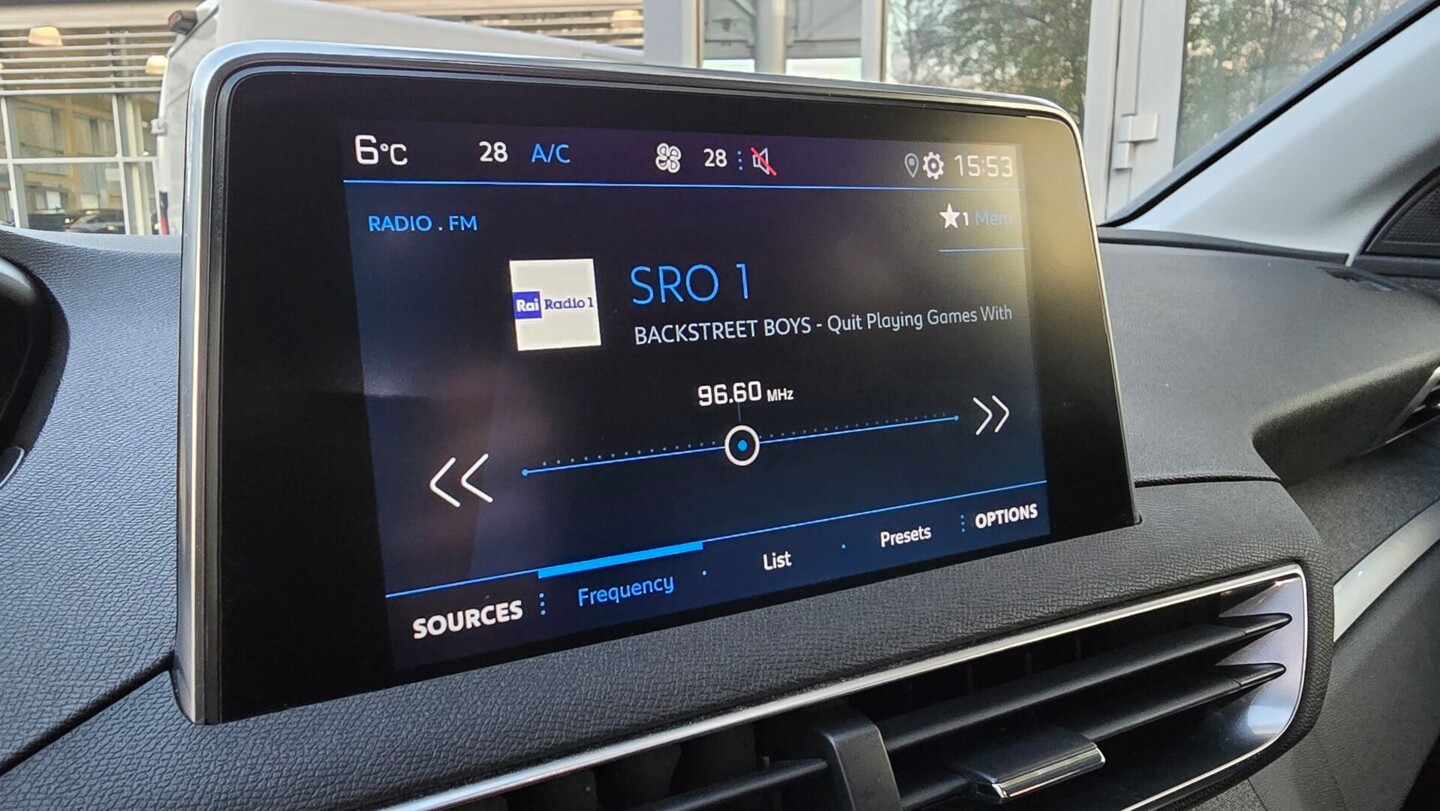 6°C 28 A/C 28 15:53
RADIO . FM
1 Mem
Rai Radio 1
SRO 1
BACKSTREET BOYS - Quit Playing Games With
96.60 MHz
SOURCES Frequency List Presets OPTIONS